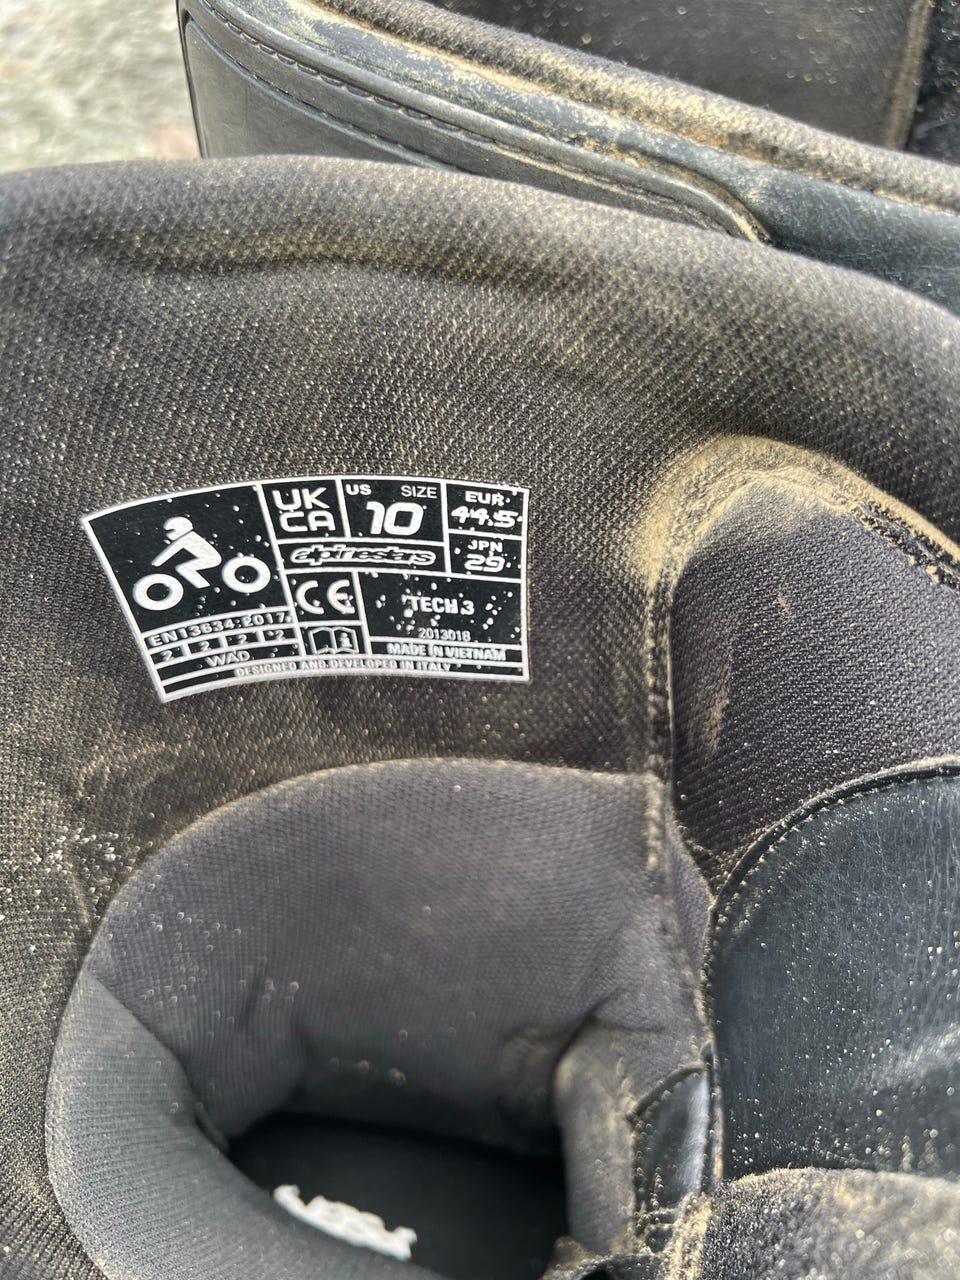 UK
CA
US SIZE
10
EUR
44.5
alpinestars
JPN
29
CE
TECH 3
2013018
EN13634:2017
2 2 2 2
WAD
MADE IN VIETNAM
DESIGNED AND DEVELOPED IN ITALY